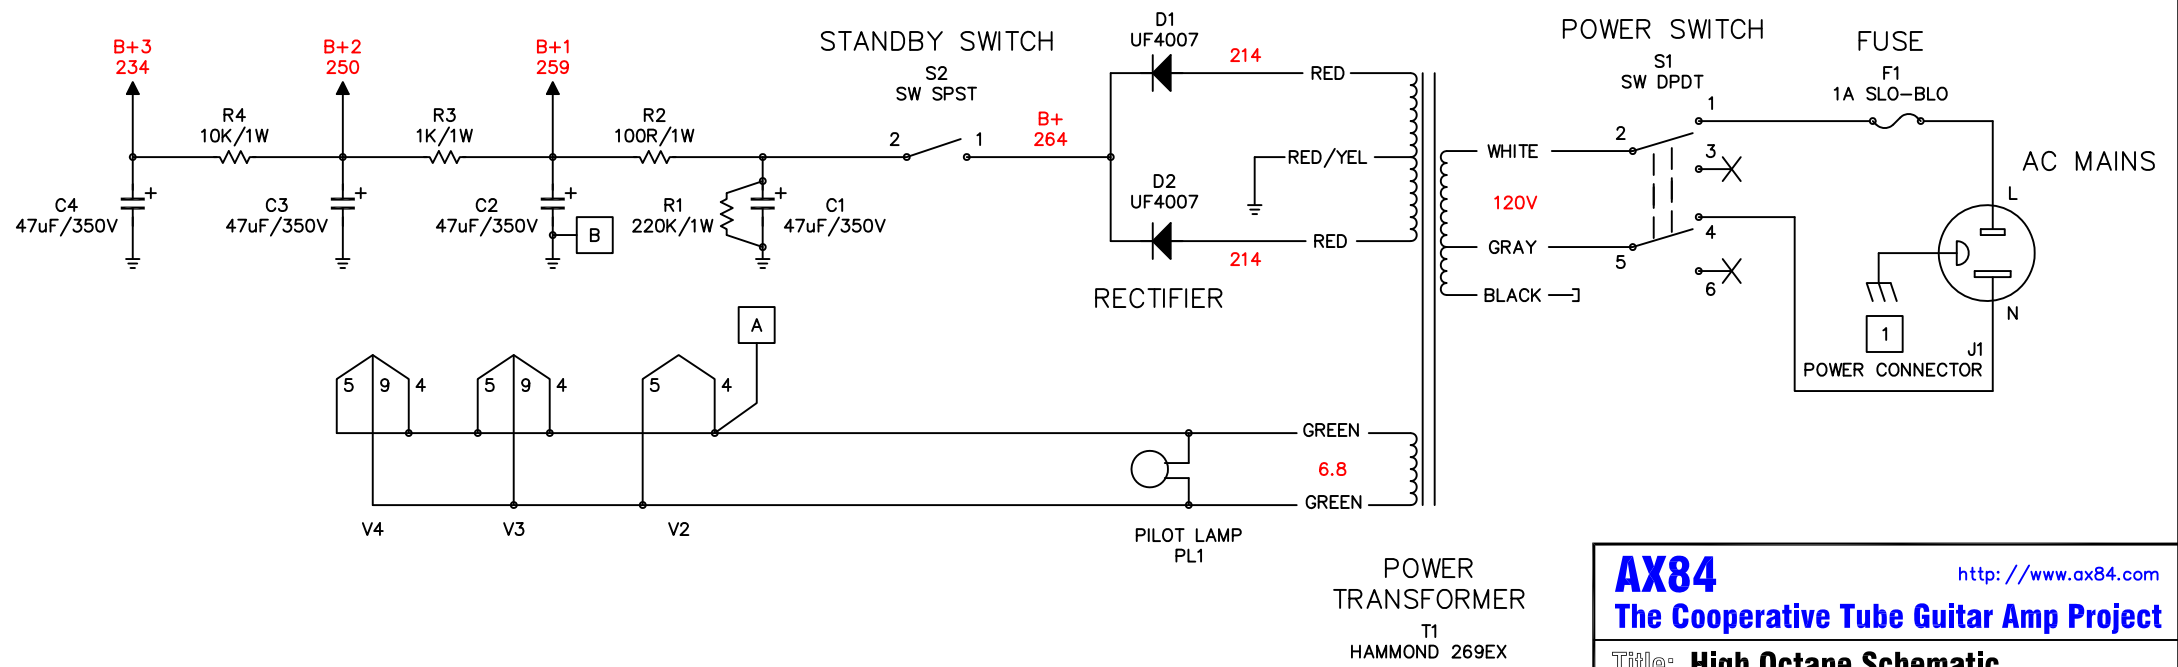 B+3
234
B+2
250
B+1
259
STANDBY SWITCH
S2
SW SPST
D1
UF4007
214
RED
POWER SWITCH
S1
SW DPDT
FUSE
F1
1A SLO-BLO
R4
10K/1W
R3
1K/1W
R2
100R/1W
2
1
B+
264
RED/YEL
WHITE
120V
GRAY
BLACK
1
2
3
4
5
6
AC MAINS
L
N
C4
47uF/350V
+
C3
47uF/350V
+
C2
47uF/350V
+
B
R1
220K/1W
+
C1
47uF/350V
D2
UF4007
RED
214
RECTIFIER
1
J1
POWER CONNECTOR
A
5
9
4
5
9
4
5
4
GREEN
6.8
GREEN
V4
V3
V2
PILOT LAMP
PL1
POWER
TRANSFORMER
T1
HAMMOND 269EX
AX84
http://www.ax84.com
The Cooperative Tube Guitar Amp Project
Title: High Octane Schematic